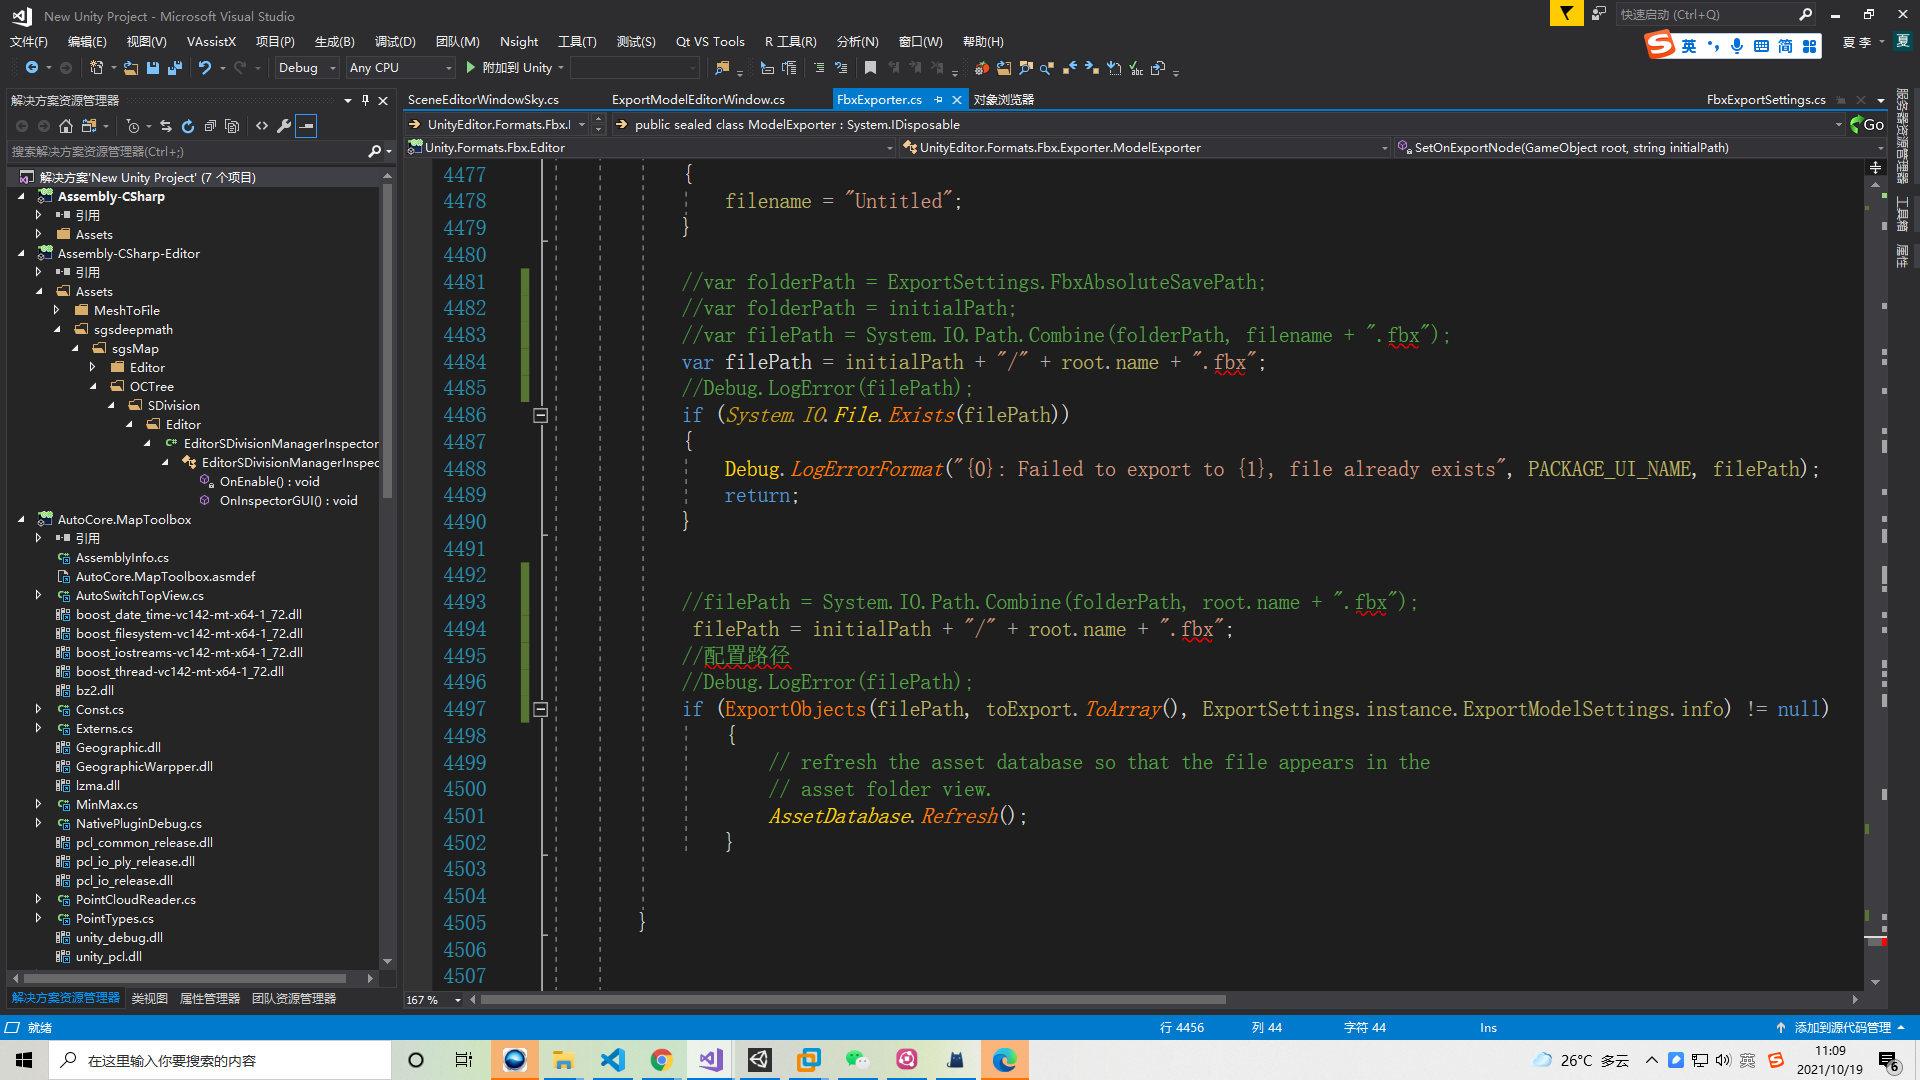 New Unity Project - Microsoft Visual Studio
快速启动 (Ctrl+Q)
文件(F) 编辑(E) 视图(V) VAssistX 项目(P) 生成(B) 调试(D) 团队(M) Nsight 工具(T) 测试(S) Qt VS Tools R 工具(R) 分析(N) 窗口(W) 帮助(H)
英 简
夏 李 夏
Debug Any CPU 附加到 Unity
解决方案资源管理器
SceneEditorWindowSky.cs ExportModelEditorWindow.cs FbxExporter.cs 对象浏览器 FbxExportSettings.cs
UnityEditor.Formats.Fbx.I public sealed class ModelExporter : System.IDisposable Go
Unity.Formats.Fbx.Editor UnityEditor.Formats.Fbx.Exporter.ModelExporter SetOnExportNode(GameObject root, string initialPath)
搜索解决方案资源管理器(Ctrl+;)
解决方案'New Unity Project' (7 个项目)
Assembly-CSharp
引用
Assets
Assembly-CSharp-Editor
引用
Assets
MeshToFile
sgsdeepmath
sgsMap
Editor
OCTree
SDivision
Editor
EditorSDivisionManagerInspector
EditorSDivisionManagerInspec
OnEnable() : void
OnInspectorGUI() : void
AutoCore.MapToolbox
引用
AssemblyInfo.cs
AutoCore.MapToolbox.asmdef
AutoSwitchTopView.cs
boost_date_time-vc142-mt-x64-1_72.dll
boost_filesystem-vc142-mt-x64-1_72.dll
boost_iostreams-vc142-mt-x64-1_72.dll
boost_thread-vc142-mt-x64-1_72.dll
bz2.dll
Const.cs
Externs.cs
Geographic.dll
GeographicWarpper.dll
lzma.dll
MinMax.cs
NativePluginDebug.cs
pcl_common_release.dll
pcl_io_ply_release.dll
pcl_io_release.dll
PointCloudReader.cs
PointTypes.cs
unity_debug.dll
unity_pcl.dll
解决方案资源管理器 类视图 属性管理器 团队资源管理器
4477 {
4478 filename = "Untitled";
4479 }
4480
4481 //var folderPath = ExportSettings.FbxAbsoluteSavePath;
4482 //var folderPath = initialPath;
4483 //var filePath = System.IO.Path.Combine(folderPath, filename + ".fbx");
4484 var filePath = initialPath + "/" + root.name + ".fbx";
4485 //Debug.LogError(filePath);
4486 if (System.IO.File.Exists(filePath))
4487 {
4488 Debug.LogErrorFormat("{0}: Failed to export to {1}, file already exists", PACKAGE_UI_NAME, filePath);
4489 return;
4490 }
4491
4492
4493 //filePath = System.IO.Path.Combine(folderPath, root.name + ".fbx");
4494 filePath = initialPath + "/" + root.name + ".fbx";
4495 //配置路径
4496 //Debug.LogError(filePath);
4497 if (ExportObjects(filePath, toExport.ToArray(), ExportSettings.instance.ExportModelSettings.info) != null)
4498 {
4499 // refresh the asset database so that the file appears in the
4500 // asset folder view.
4501 AssetDatabase.Refresh();
4502 }
4503
4504
4505 }
4506
4507
167 %
服务器资源管理器
工具箱
属性
就绪 行 4456 列 44 字符 44 Ins 添加到源代码管理
在这里输入你要搜索的内容
26°C 多云
英
11:09
2021/10/19
6